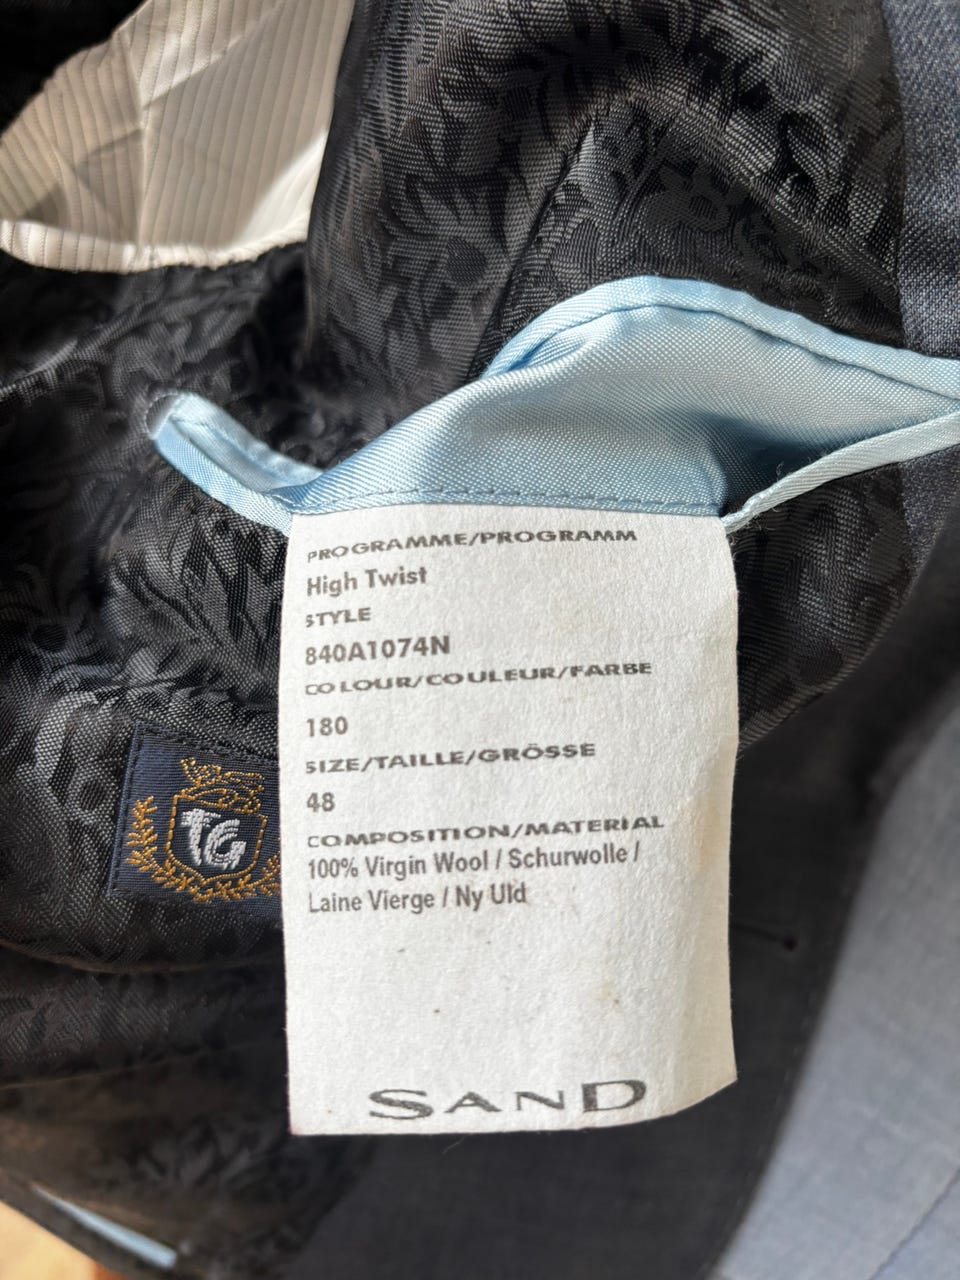 PROGRAMME/PROGRAMM
High Twist
STYLE
840A1074N
COLOUR/COULEUR/FARBE
180
SIZE/TAILLE/GRÖSSE
48
COMPOSITION/MATERIAL
100% Virgin Wool / Schurwolle /
Laine Vierge / Ny Uld
SAND
TG